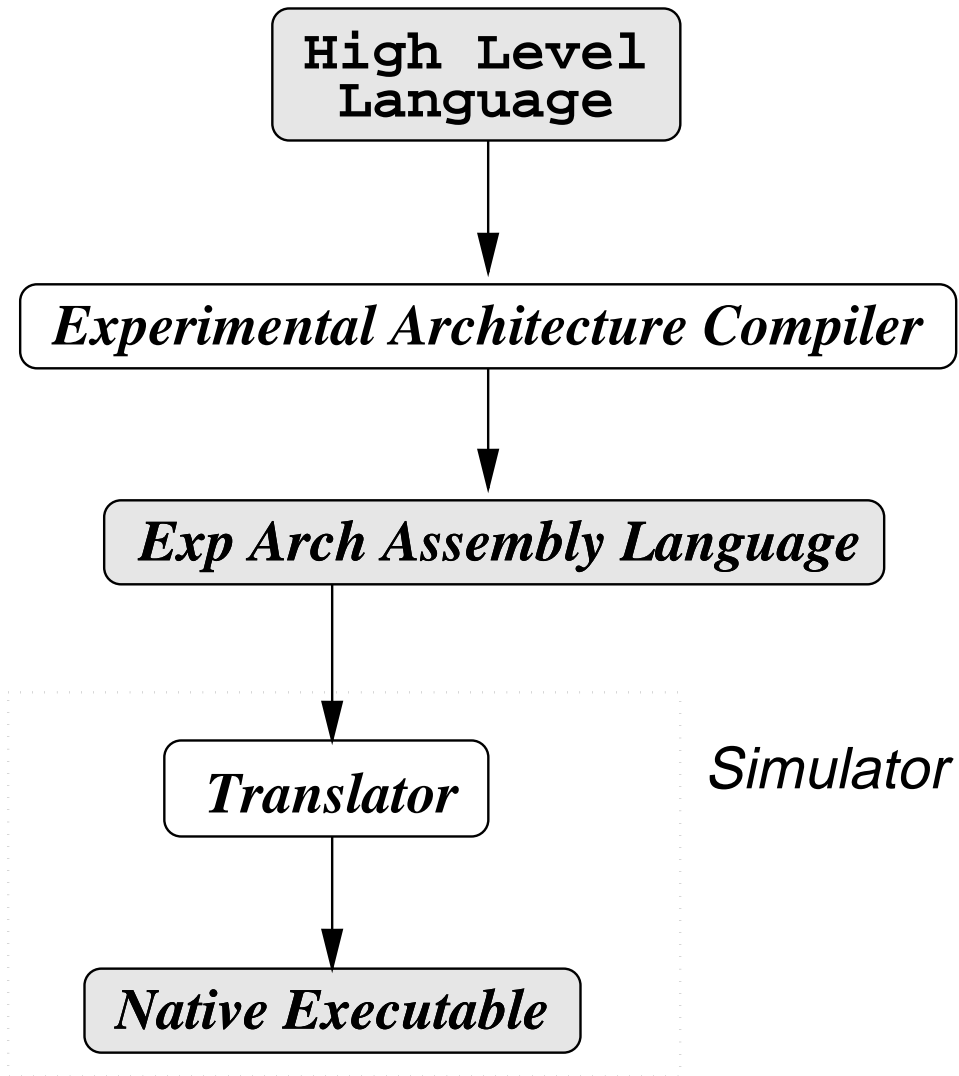 High Level
Language
Experimental Architecture Compiler
Exp Arch Assembly Language
Simulator
Translator
Native Executable